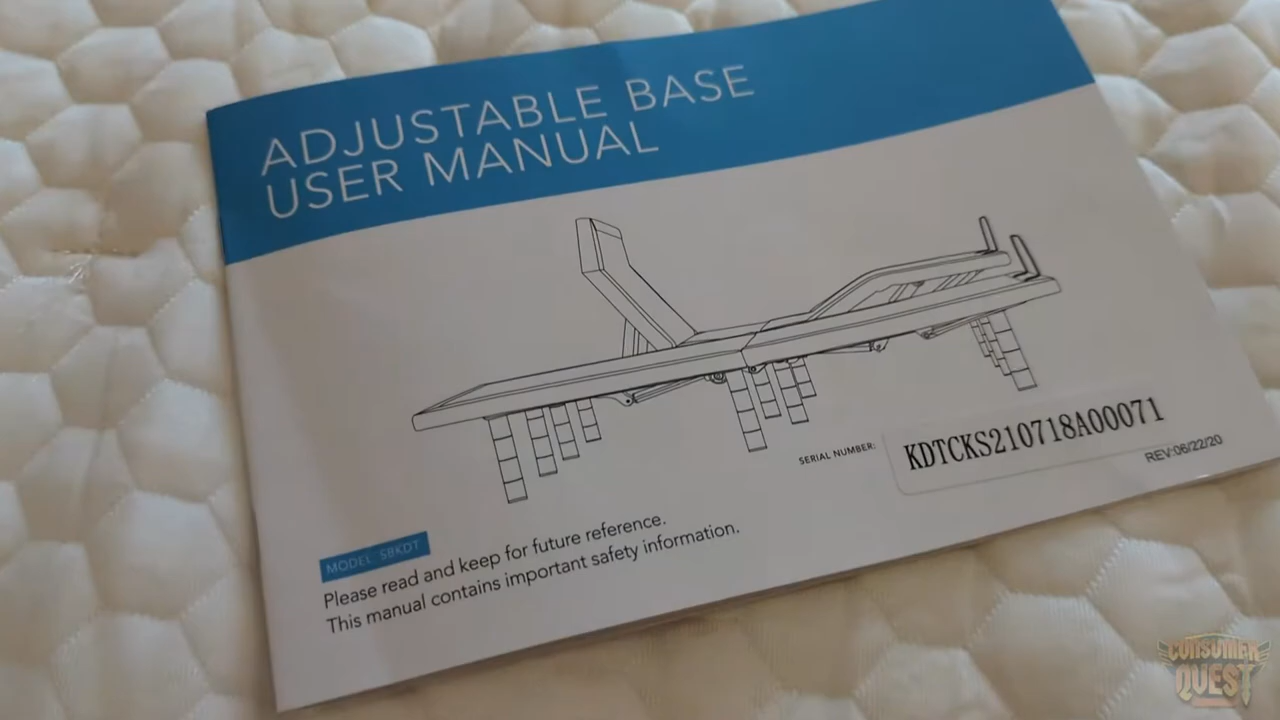 ADJUSTABLE BASE
USER MANUAL
SERIAL NUMBER:
KDTCKS210718A00071
REV:06/22/20
MODEL SBKDT
Please read and keep for future reference.
This manual contains important safety information.
CONSUMER
QUEST